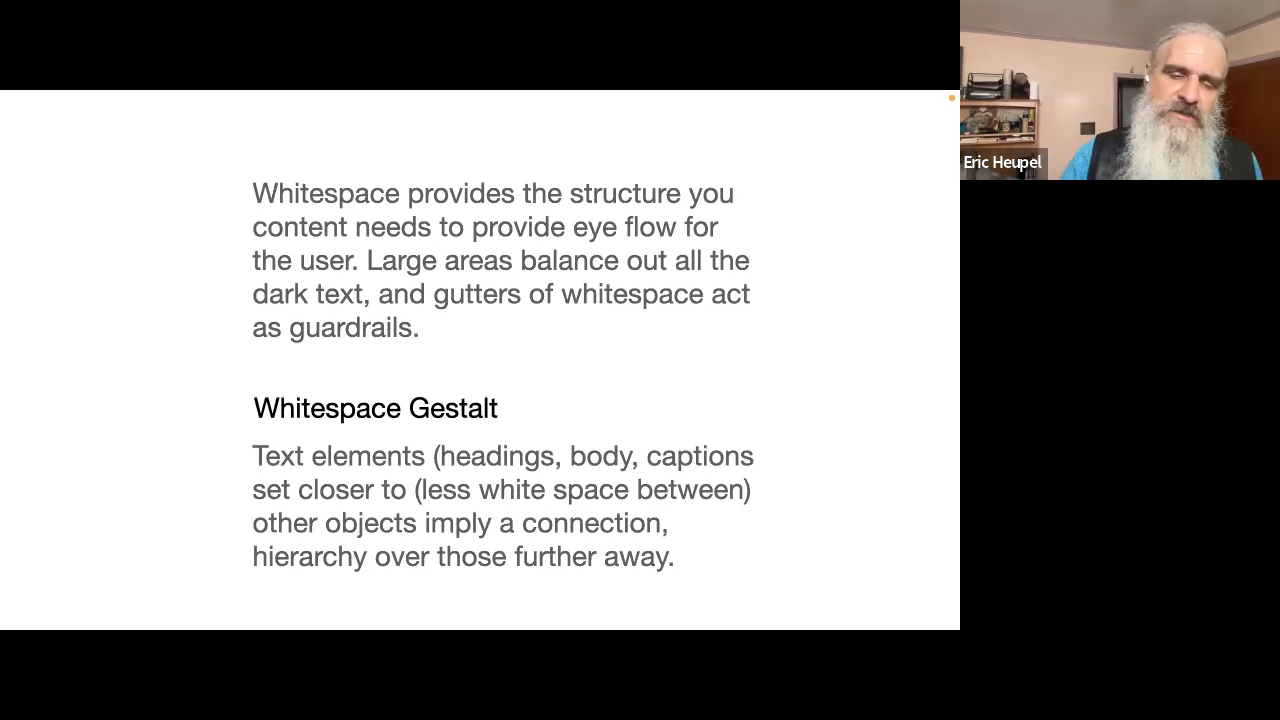 Whitespace provides the structure you
content needs to provide eye flow for
the user. Large areas balance out all the
dark text, and gutters of whitespace act
as guardrails.
Whitespace Gestalt
Text elements (headings, body, captions
set closer to (less white space between)
other objects imply a connection,
hierarchy over those further away.
Eric Heupel